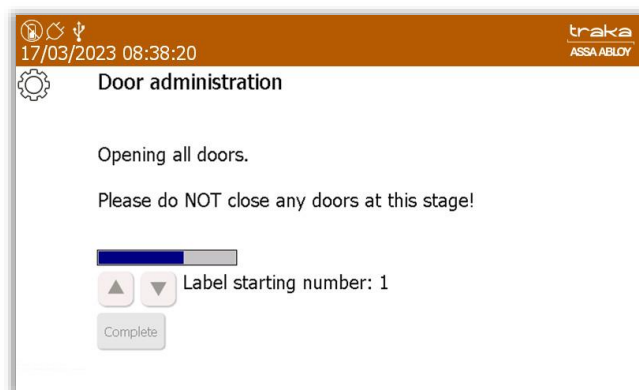 traka
17/03/2023 08:38:20
ASSA ABLOY
Door administration
Opening all doors.
Please do NOT close any doors at this stage!
Label starting number: 1
Complete